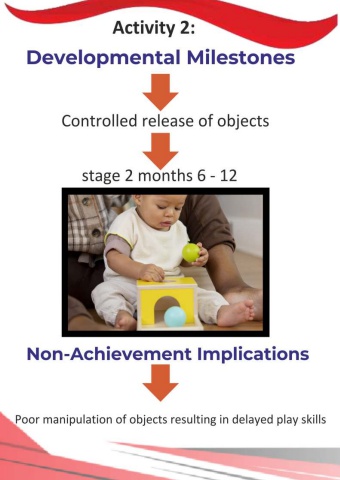 Activity 2:
Developmental Milestones
Controlled release of objects
stage 2 months 6 - 12
Non-Achievement Implications
Poor manipulation of objects resulting in delayed play skills